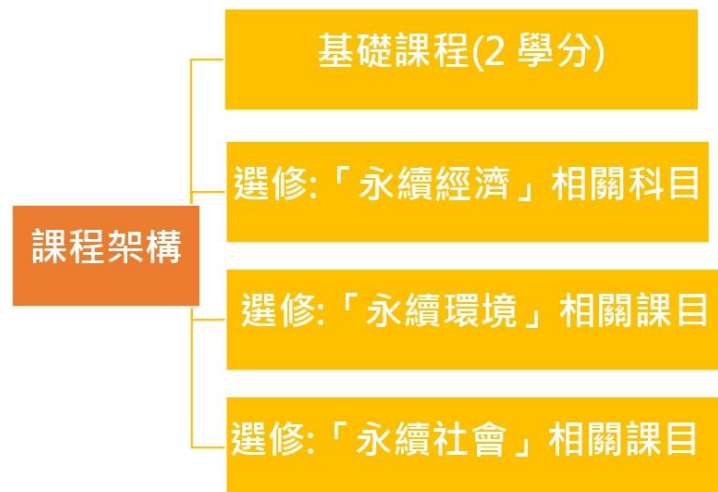 基礎課程(2 學分)
選修:「永續經濟」相關科目
課程架構
選修:「永續環境」相關課目
選修:「永續社會」相關課目